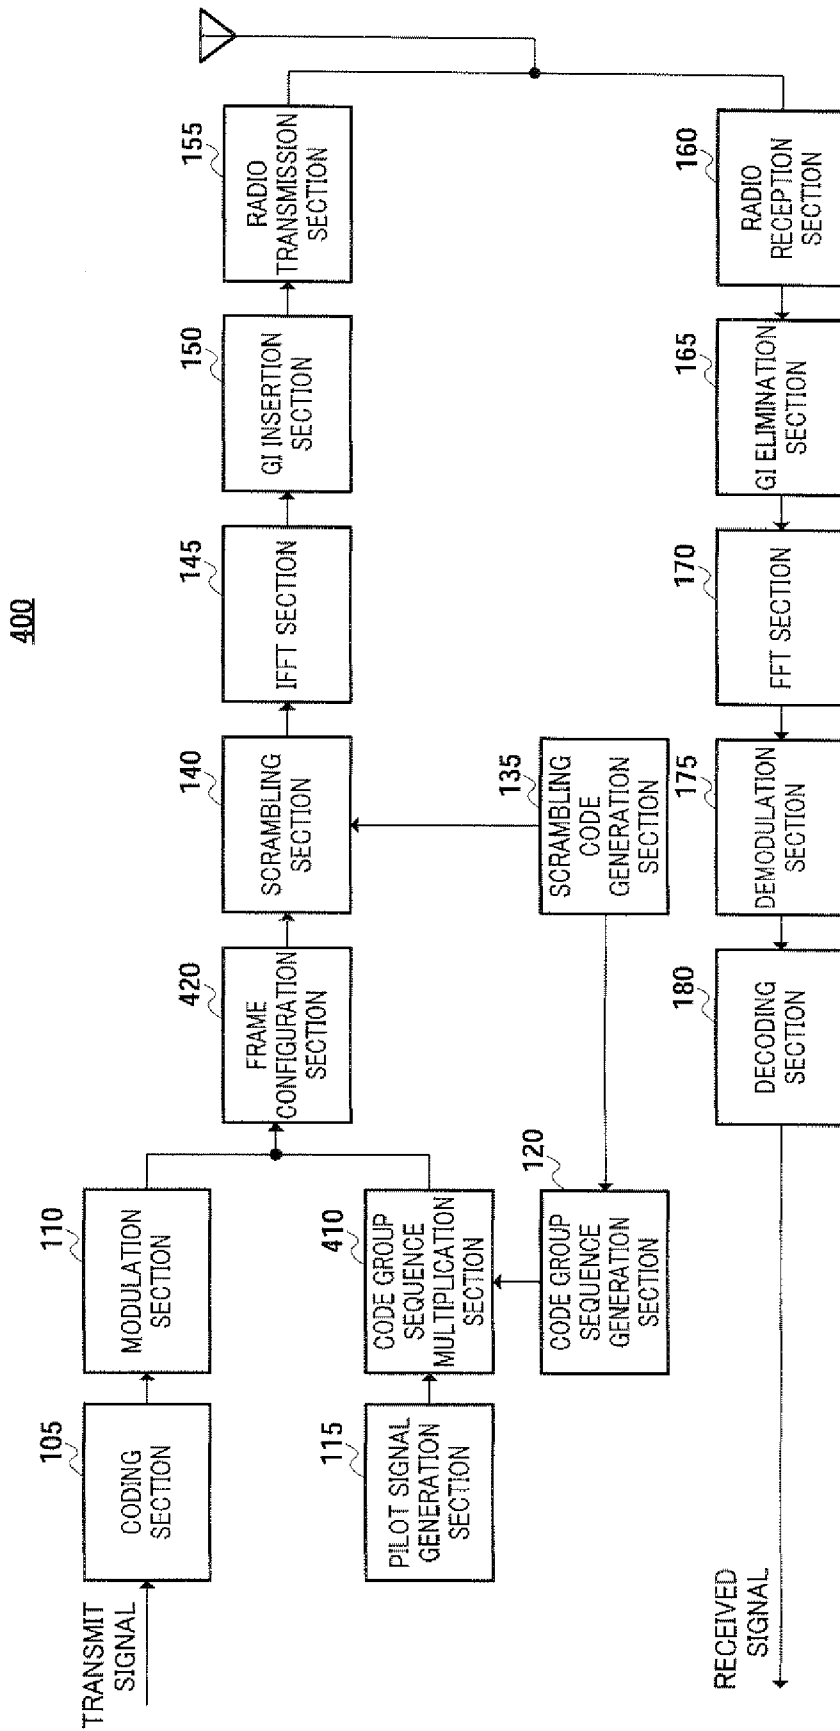 400
TRANSMIT
SIGNAL
105
CODING
SECTION
110
MODULATION
SECTION
115
PILOT SIGNAL
GENERATION
SECTION
410
CODE GROUP
SEQUENCE
MULTIPLICATION
SECTION
420
FRAME
CONFIGURATION
SECTION
140
SCRAMBLING
SECTION
145
IFFT SECTION
150
GI INSERTION
SECTION
155
RADIO
TRANSMISSION
SECTION
120
CODE GROUP
SEQUENCE
GENERATION
SECTION
135
SCRAMBLING
CODE
GENERATION
SECTION
RECEIVED
SIGNAL
180
DECODING
SECTION
175
DEMODULATION
SECTION
170
FFT SECTION
165
GI ELIMINATION
SECTION
160
RADIO
RECEPTION
SECTION